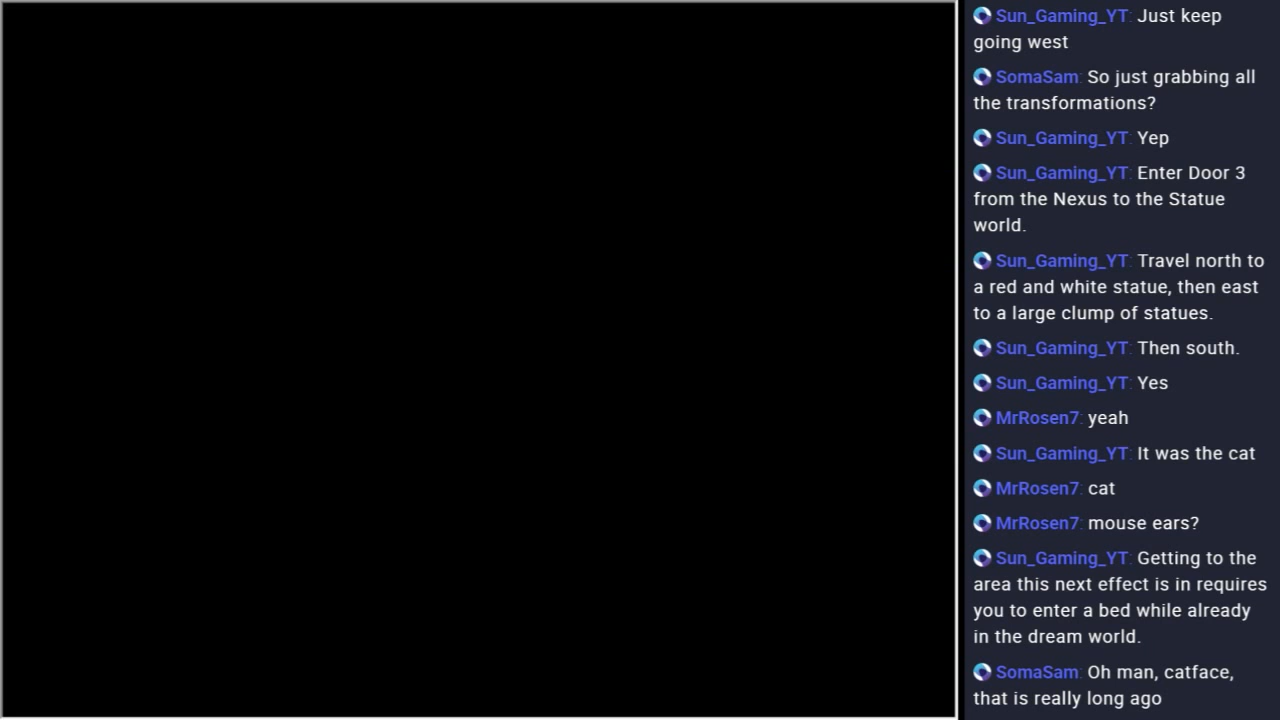 Sun_Gaming_YT: Just keep
going west
SomaSam: So just grabbing all
the transformations?
Sun_Gaming_YT: Yep
Sun_Gaming_YT: Enter Door 3
from the Nexus to the Statue
world.
Sun_Gaming_YT: Travel north to
a red and white statue, then east
to a large clump of statues.
Sun_Gaming_YT: Then south.
Sun_Gaming_YT: Yes
MrRosen7: yeah
Sun_Gaming_YT: It was the cat
MrRosen7: cat
MrRosen7: mouse ears?
Sun_Gaming_YT: Getting to the
area this next effect is in requires
you to enter a bed while already
in the dream world.
SomaSam: Oh man, catface,
that is really long ago